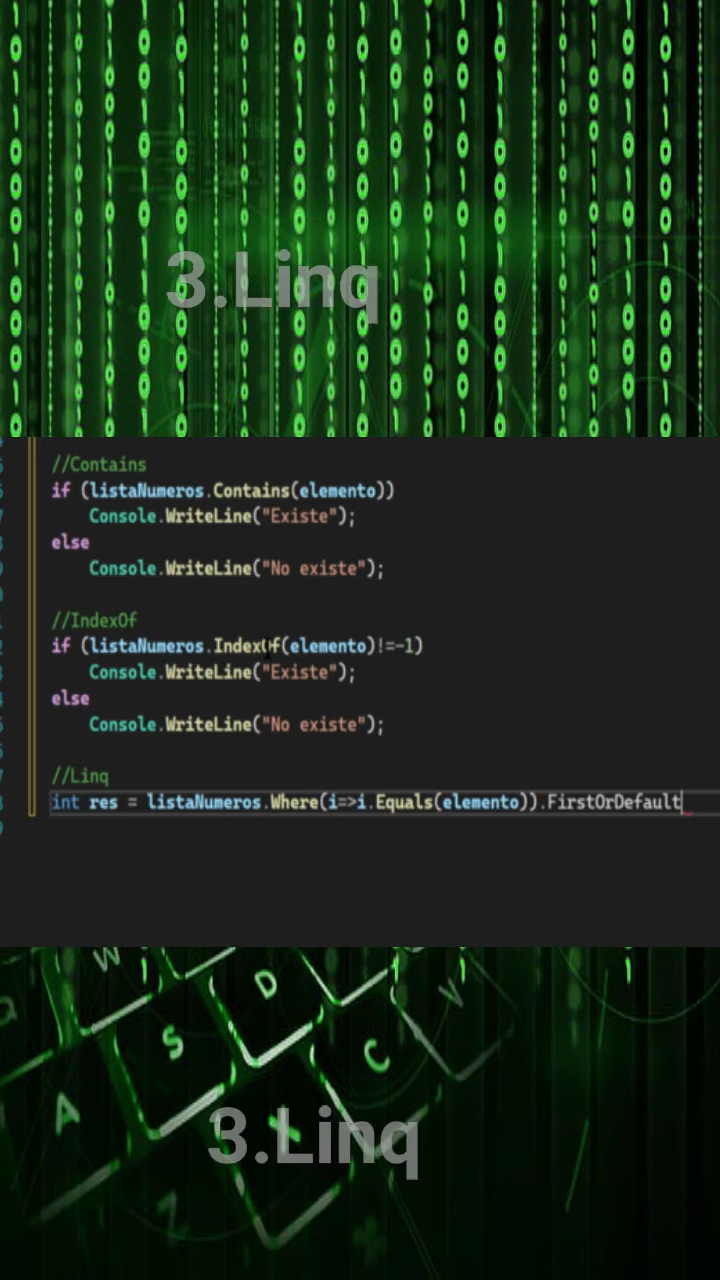 3.Linq
//Contains
if (listaNumeros.Contains(elemento))
Console.WriteLine("Existe");
else
Console.WriteLine("No existe");
//IndexOf
if (listaNumeros.IndexOf(elemento)!=-1)
Console.WriteLine("Existe");
else
Console.WriteLine("No existe");
//Linq
int res = listaNumeros.Where(i=>i.Equals(elemento)).FirstOrDefault
W
D
V
Q
S
C
A
X
Z
3.Linq